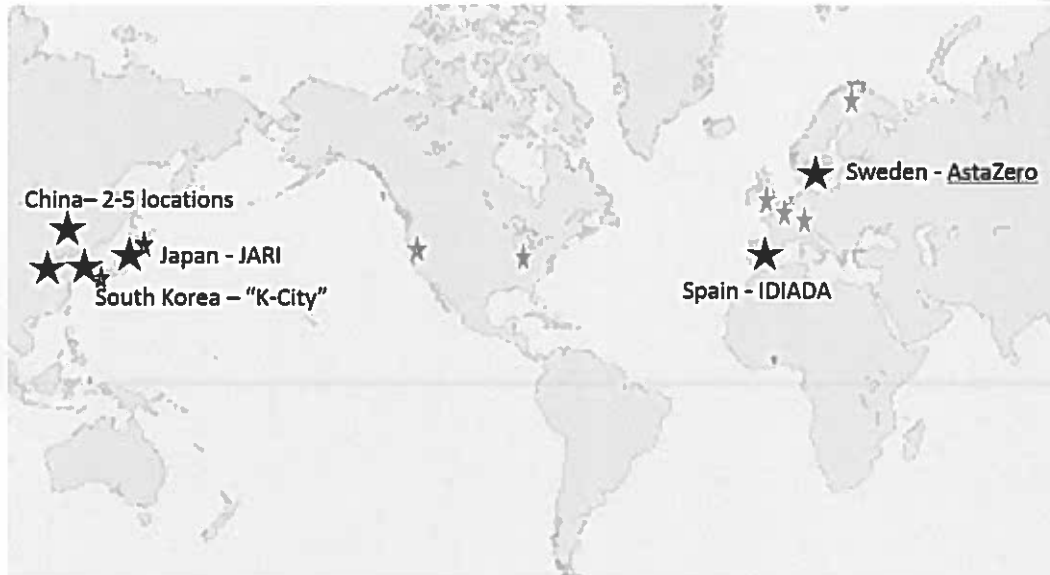 Sweden - AstaZero
China– 2-5 locations
Japan - JARI
South Korea – “K-City”
Spain - IDIADA